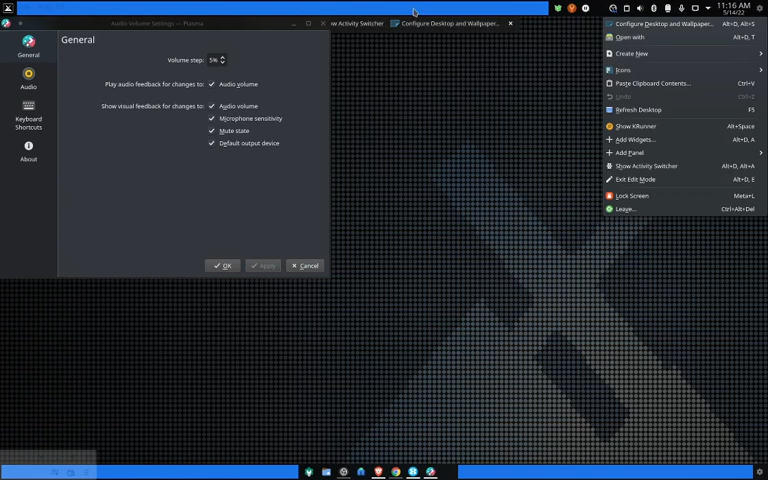 11:16 AM
5/14/22
Audio Volume Settings — Plasma
ow Activity Switcher
Configure Desktop and Wallpaper...
General
Audio
Keyboard
Shortcuts
About
General
Volume step: 5%
Play audio feedback for changes to: Audio volume
Show visual feedback for changes to: Audio volume
Microphone sensitivity
Mute state
Default output device
OK
Apply
Cancel
Configure Desktop and Wallpaper... Alt+D, Alt+S
Open with Alt+D, T
Create New
Icons
Paste Clipboard Contents... Ctrl+V
Undo Ctrl+Z
Refresh Desktop F5
Show KRunner Alt+Space
Add Widgets... Alt+D, A
Add Panel
Show Activity Switcher Alt+D, Alt+A
Exit Edit Mode Alt+D, E
Lock Screen Meta+L
Leave... Ctrl+Alt+Del